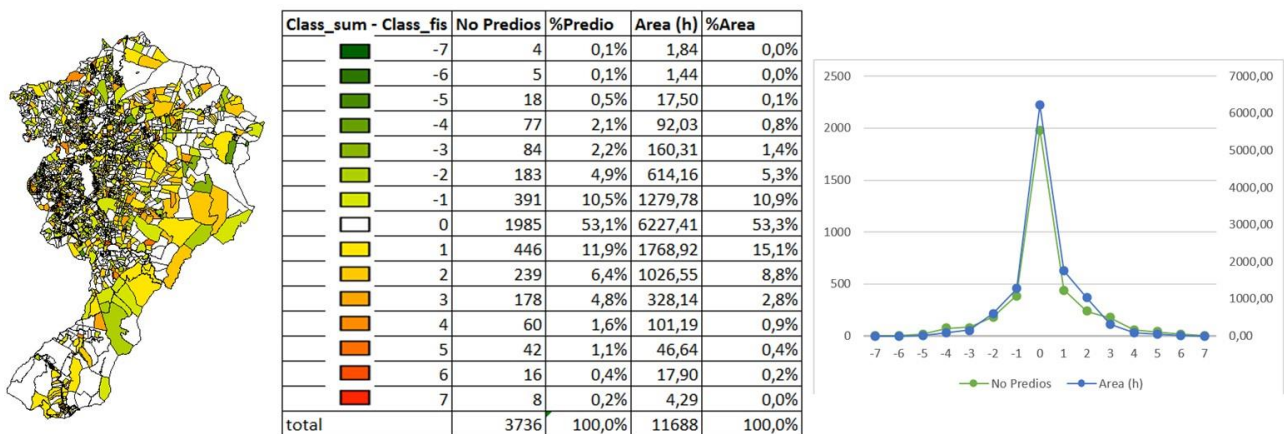 Class_sum - Class_fis No Predios %Predio Area (h) %Area
-7 4 0,1% 1,84 0,0%
-6 5 0,1% 1,44 0,0%
-5 18 0,5% 17,50 0,1%
-4 77 2,1% 92,03 0,8%
-3 84 2,2% 160,31 1,4%
-2 183 4,9% 614,16 5,3%
-1 391 10,5% 1279,78 10,9%
0 1985 53,1% 6227,41 53,3%
1 446 11,9% 1768,92 15,1%
2 239 6,4% 1026,55 8,8%
3 178 4,8% 328,14 2,8%
4 60 1,6% 101,19 0,9%
5 42 1,1% 46,64 0,4%
6 16 0,4% 17,90 0,2%
7 8 0,2% 4,29 0,0%
total 3736 100,0% 11688 100,0%
2500 7000,00
6000,00
2000
5000,00
1500 4000,00
3000,00
1000
2000,00
500
1000,00
0 0,00
-7 -6 -5 -4 -3 -2 -1 0 1 2 3 4 5 6 7
No Predios Area (h)